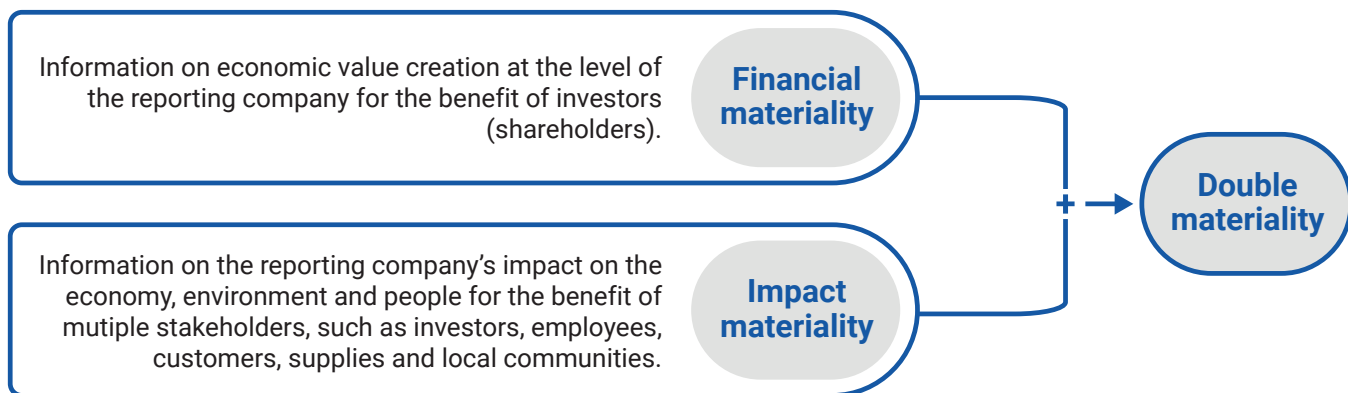 Information on economic value creation at the level of
the reporting company for the benefit of investors
(shareholders).
Financial
materiality
Information on the reporting company’s impact on the
economy, environment and people for the benefit of
mutiple stakeholders, such as investors, employees,
customers, supplies and local communities.
Impact
materiality
+
Double
materiality